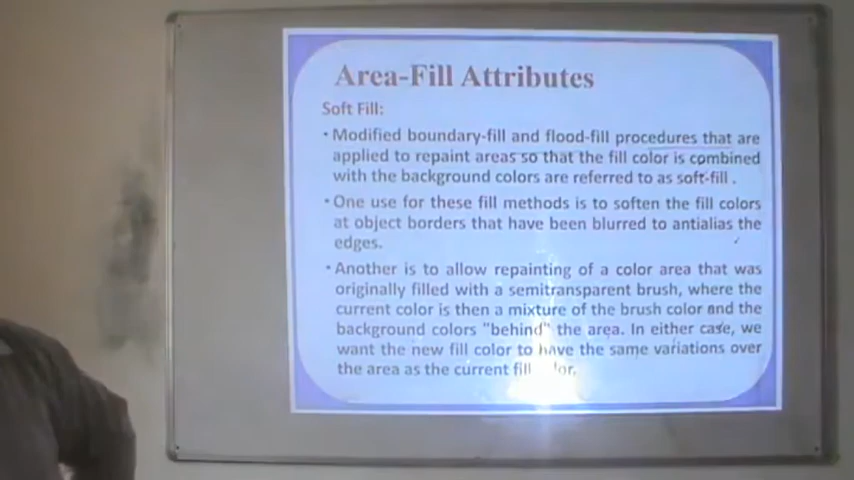 Area-Fill Attributes
Soft Fill:
• Modified boundary-fill and flood-fill procedures that are
applied to repaint areas so that the fill color is combined
with the background colors are referred to as soft-fill .
• One use for these fill methods is to soften the fill colors
at object borders that have been blurred to antialias the
edges.
• Another is to allow repainting of a color area that was
originally filled with a semitransparent brush, where the
current color is then a mixture of the brush color and the
background colors "behind" the area. In either case, we
want the new fill color to have the same variations over
the area as the current fill